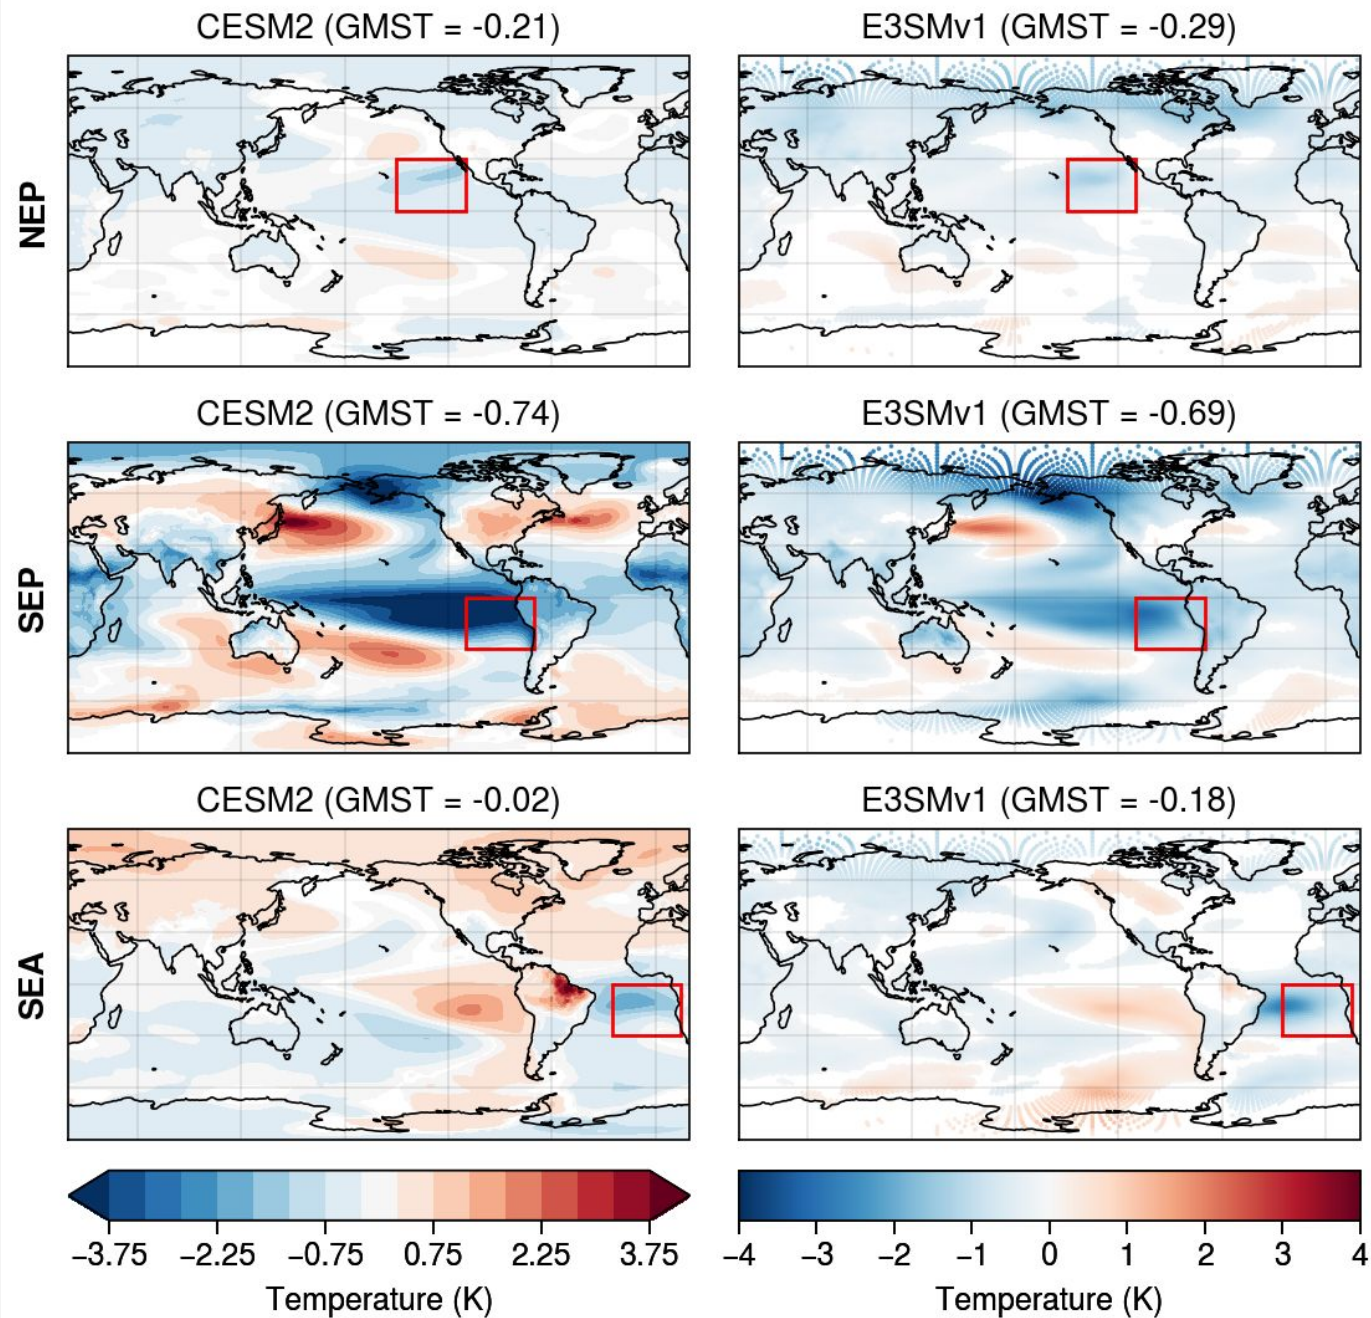 CESM2 (GMST = -0.21)
E3SMv1 (GMST = -0.29)
NEP
CESM2 (GMST = -0.74)
E3SMv1 (GMST = -0.69)
SEP
CESM2 (GMST = -0.02)
E3SMv1 (GMST = -0.18)
SEA
−3.75 −2.25 −0.75 0.75 2.25 3.75
Temperature (K)
−4 −3 −2 −1 0 1 2 3 4
Temperature (K)